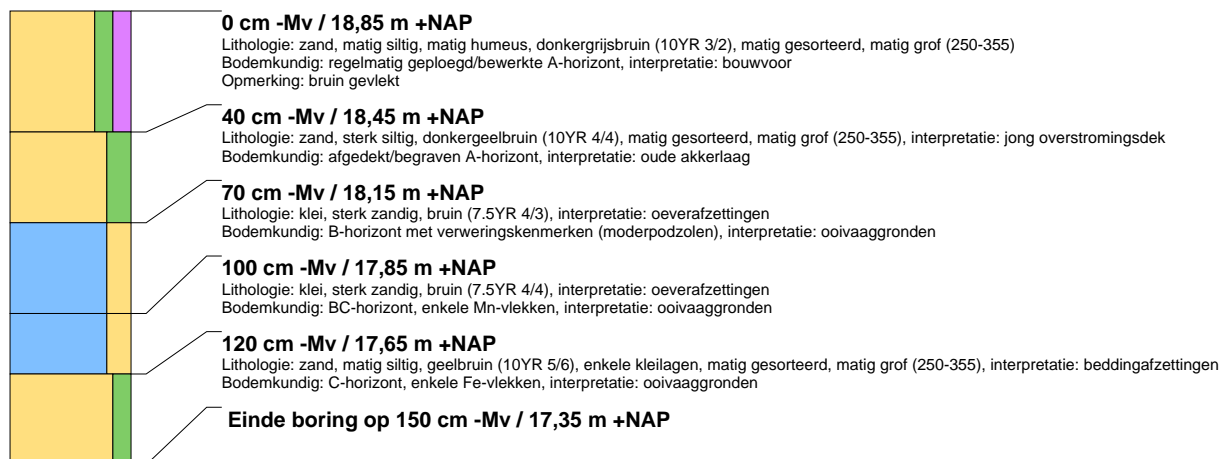 0 cm -Mv / 18,85 m +NAP
Lithologie: zand, matig siltig, matig humeus, donkergrijsbruin (10YR 3/2), matig gesorteerd, matig grof (250-355)
Bodemkundig: regelmatig geploegd/bewerkte A-horizont, interpretatie: bouwvoor
Opmerking: bruin gevlekt
40 cm -Mv / 18,45 m +NAP
Lithologie: zand, sterk siltig, donkergeelbruin (10YR 4/4), matig gesorteerd, matig grof (250-355), interpretatie: jong overstromingsdek
Bodemkundig: afgedekt/begraven A-horizont, interpretatie: oude akkerlaag
70 cm -Mv / 18,15 m +NAP
Lithologie: klei, sterk zandig, bruin (7.5YR 4/3), interpretatie: oeverafzettingen
Bodemkundig: B-horizont met verweringskenmerken (moderpodzolen), interpretatie: ooivaaggronden
100 cm -Mv / 17,85 m +NAP
Lithologie: klei, sterk zandig, bruin (7.5YR 4/4), interpretatie: oeverafzettingen
Bodemkundig: BC-horizont, enkele Mn-vlekken, interpretatie: ooivaaggronden
120 cm -Mv / 17,65 m +NAP
Lithologie: zand, matig siltig, geelbruin (10YR 5/6), enkele kleilagen, matig gesorteerd, matig grof (250-355), interpretatie: beddingafzettingen
Bodemkundig: C-horizont, enkele Fe-vlekken, interpretatie: ooivaaggronden
Einde boring op 150 cm -Mv / 17,35 m +NAP